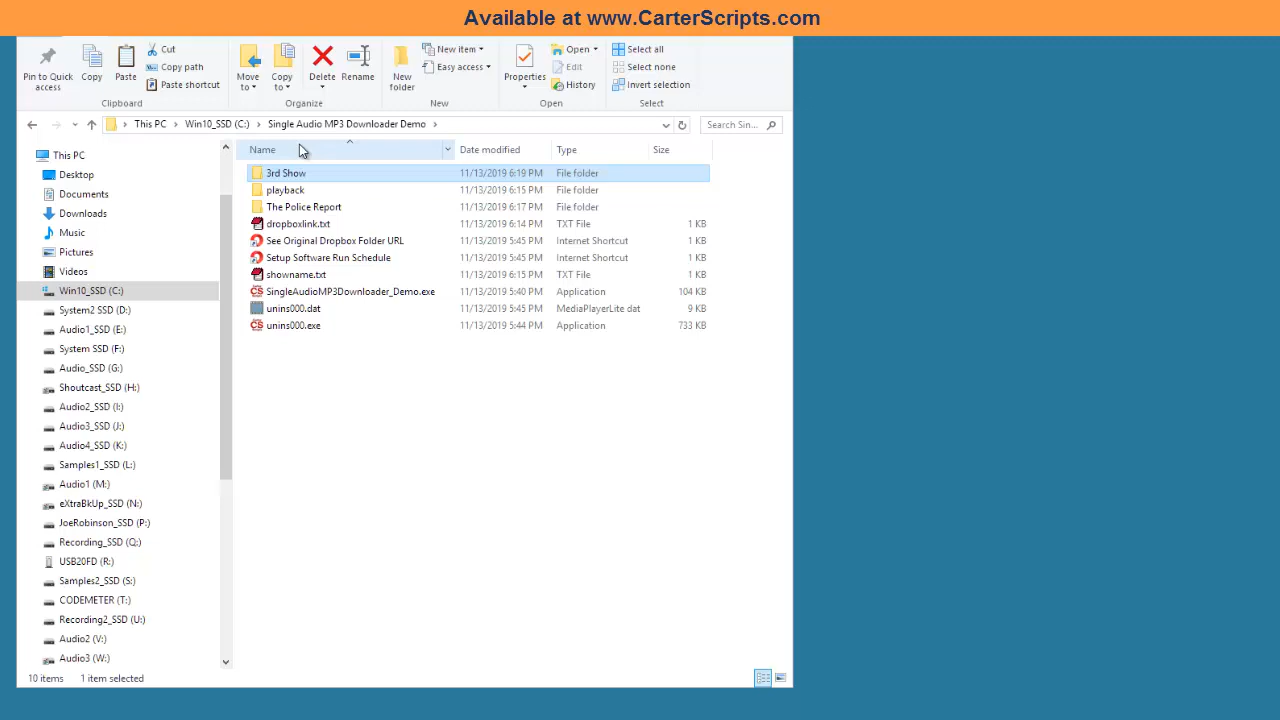 Available at www.CarterScripts.com
Pin to Quick access
Copy
Paste
Cut
Copy path
Paste shortcut
Clipboard
Move to
Copy to
Delete
Rename
Organize
New folder
New item
Easy access
New
Properties
Open
Edit
History
Open
Select all
Select none
Invert selection
Select
This PC > Win10_SSD (C:) > Single Audio MP3 Downloader Demo >
Search Sin...
Name Date modified Type Size
3rd Show 11/13/2019 6:19 PM File folder
playback 11/13/2019 6:15 PM File folder
The Police Report 11/13/2019 6:17 PM File folder
dropboxlink.txt 11/13/2019 6:14 PM TXT File 1 KB
See Original Dropbox Folder URL 11/13/2019 5:45 PM Internet Shortcut 1 KB
Setup Software Run Schedule 11/13/2019 5:45 PM Internet Shortcut 1 KB
showname.txt 11/13/2019 6:15 PM TXT File 1 KB
SingleAudioMP3Downloader_Demo.exe 11/13/2019 5:40 PM Application 104 KB
unins000.dat 11/13/2019 5:45 PM MediaPlayerLite dat 9 KB
unins000.exe 11/13/2019 5:44 PM Application 733 KB
This PC
Desktop
Documents
Downloads
Music
Pictures
Videos
Win10_SSD (C:)
System2 SSD (D:)
Audio1_SSD (E:)
System SSD (F:)
Audio_SSD (G:)
Shoutcast_SSD (H:)
Audio2_SSD (I:)
Audio3_SSD (J:)
Audio4_SSD (K:)
Samples1_SSD (L:)
Audio1 (M:)
eXtraBkUp_SSD (N:)
JoeRobinson_SSD (P:)
Recording_SSD (Q:)
USB20FD (R:)
Samples2_SSD (S:)
CODEMETER (T:)
Recording2_SSD (U:)
Audio2 (V:)
Audio3 (W:)
10 items 1 item selected